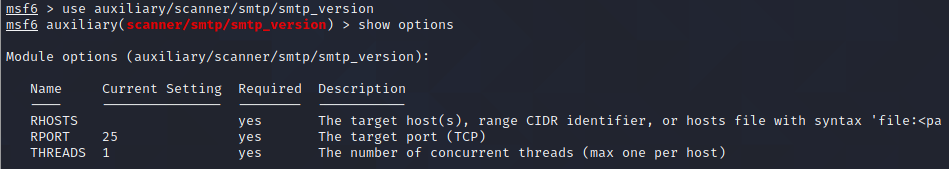 msf6 > use auxiliary/scanner/smtp/smtp_version
msf6 auxiliary(scanner/smtp/smtp_version) > show options
Module options (auxiliary/scanner/smtp/smtp_version):
Name Current Setting Required Description
---- --------------- -------- -----------
RHOSTS yes The target host(s), range CIDR identifier, or hosts file with syntax 'file:<pa
RPORT 25 yes The target port (TCP)
THREADS 1 yes The number of concurrent threads (max one per host)